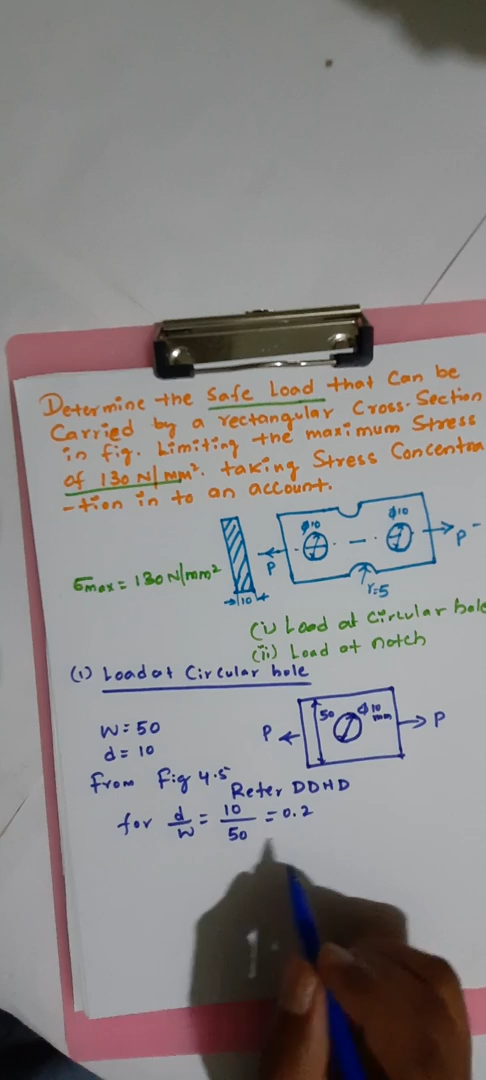 Determine the Safe Load that can be
Carried by a rectangular Cross-Section
in fig. Limiting the maximum Stress
of 130 N/mm². taking Stress Concentra
-tion in to an account.
ϕ10
ϕ10
P
P
σmax = 130 N/mm²
10
r=5
(i) Load at Circular hole
(ii) Load at notch
(1) Load at Circular hole
W = 50
d = 10
50
ϕ10
mm
P
P
from Fig 4.5
Refer DDHD
for d/W = 10/50 = 0.2